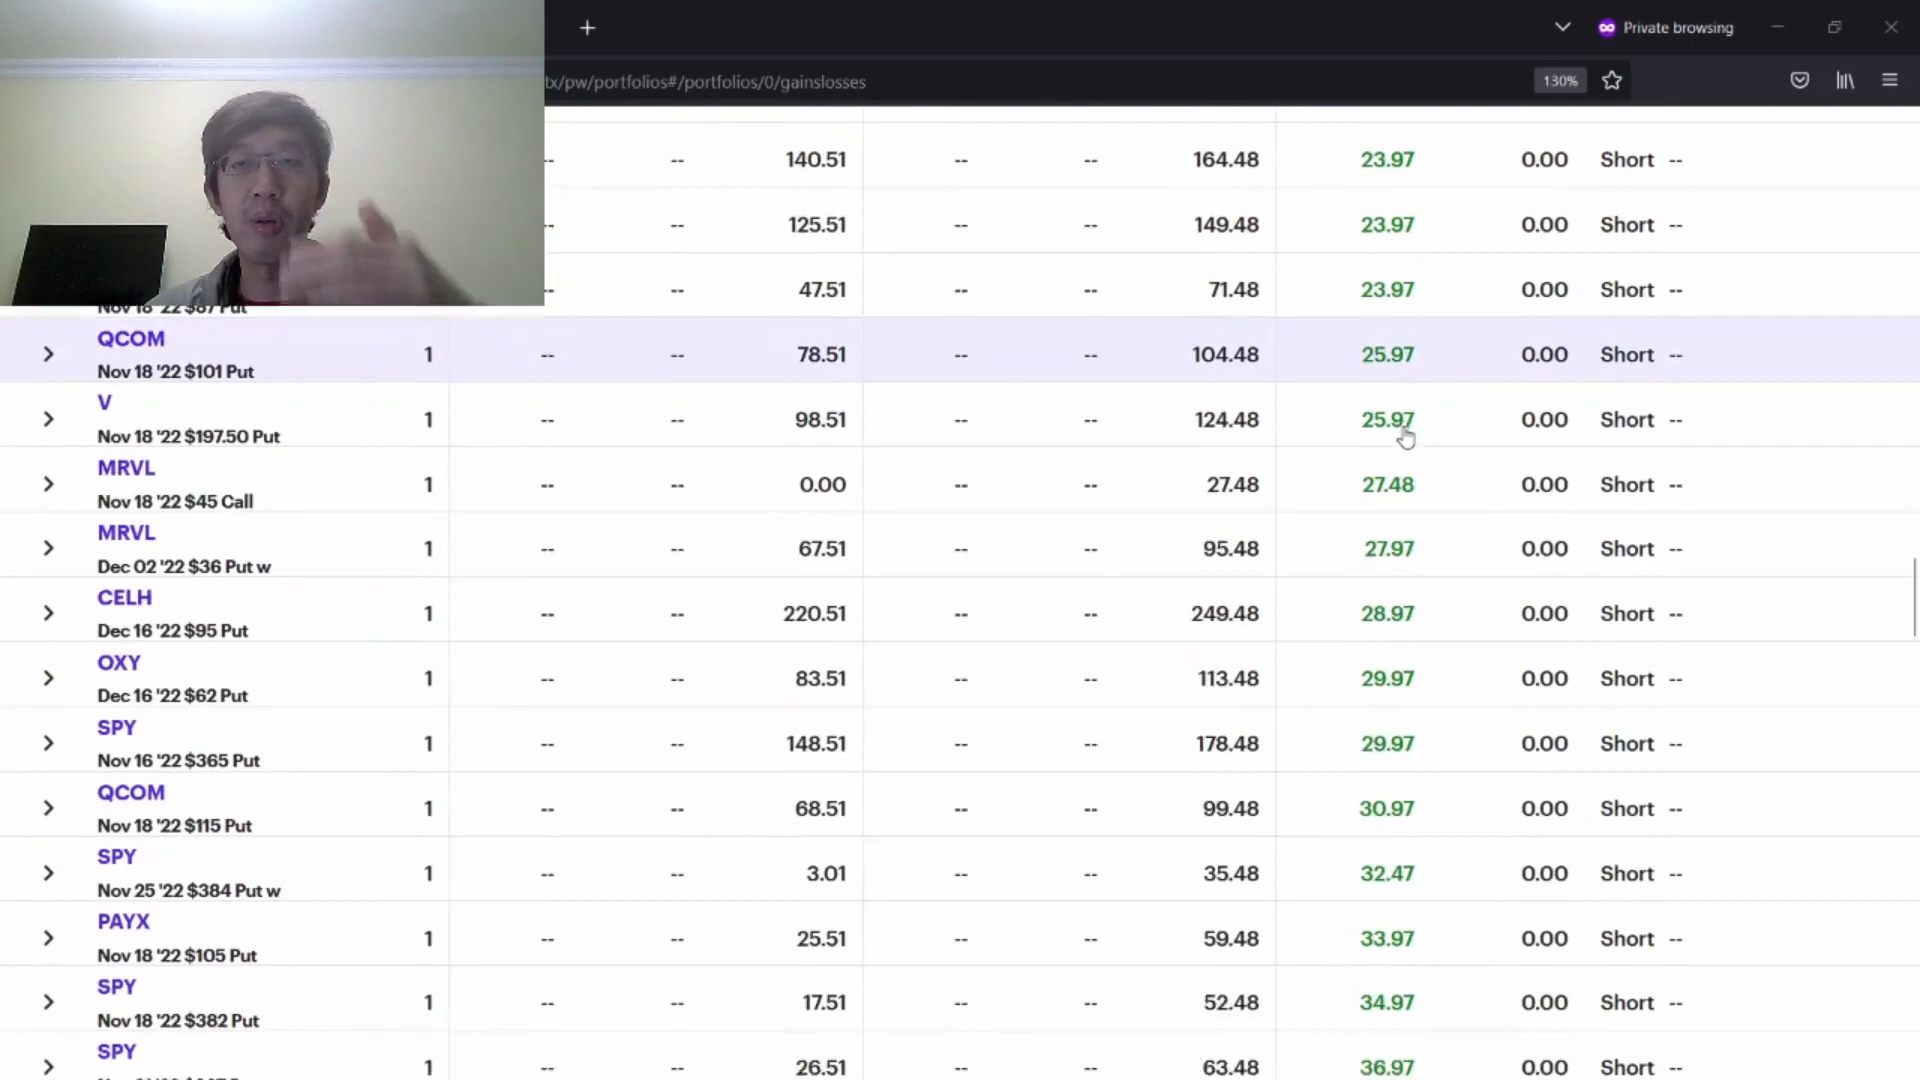 Private browsing
tx/pw/portfolios#/portfolios/0/gainslosses
130%
-- -- 140.51 -- -- 164.48 23.97 0.00 Short --
-- -- 125.51 -- -- 149.48 23.97 0.00 Short --
-- -- 47.51 -- -- 71.48 23.97 0.00 Short --
Nov 18 '22 $87 Put
QCOM
1 -- -- 78.51 -- -- 104.48 25.97 0.00 Short --
Nov 18 '22 $101 Put
V
1 -- -- 98.51 -- -- 124.48 25.97 0.00 Short --
Nov 18 '22 $197.50 Put
MRVL
1 -- -- 0.00 -- -- 27.48 27.48 0.00 Short --
Nov 18 '22 $45 Call
MRVL
1 -- -- 67.51 -- -- 95.48 27.97 0.00 Short --
Dec 02 '22 $36 Put w
CELH
1 -- -- 220.51 -- -- 249.48 28.97 0.00 Short --
Dec 16 '22 $95 Put
OXY
1 -- -- 83.51 -- -- 113.48 29.97 0.00 Short --
Dec 16 '22 $62 Put
SPY
1 -- -- 148.51 -- -- 178.48 29.97 0.00 Short --
Nov 16 '22 $365 Put
QCOM
1 -- -- 68.51 -- -- 99.48 30.97 0.00 Short --
Nov 18 '22 $115 Put
SPY
1 -- -- 3.01 -- -- 35.48 32.47 0.00 Short --
Nov 25 '22 $384 Put w
PAYX
1 -- -- 25.51 -- -- 59.48 33.97 0.00 Short --
Nov 18 '22 $105 Put
SPY
1 -- -- 17.51 -- -- 52.48 34.97 0.00 Short --
Nov 18 '22 $382 Put
SPY
1 -- -- 26.51 -- -- 63.48 36.97 0.00 Short --